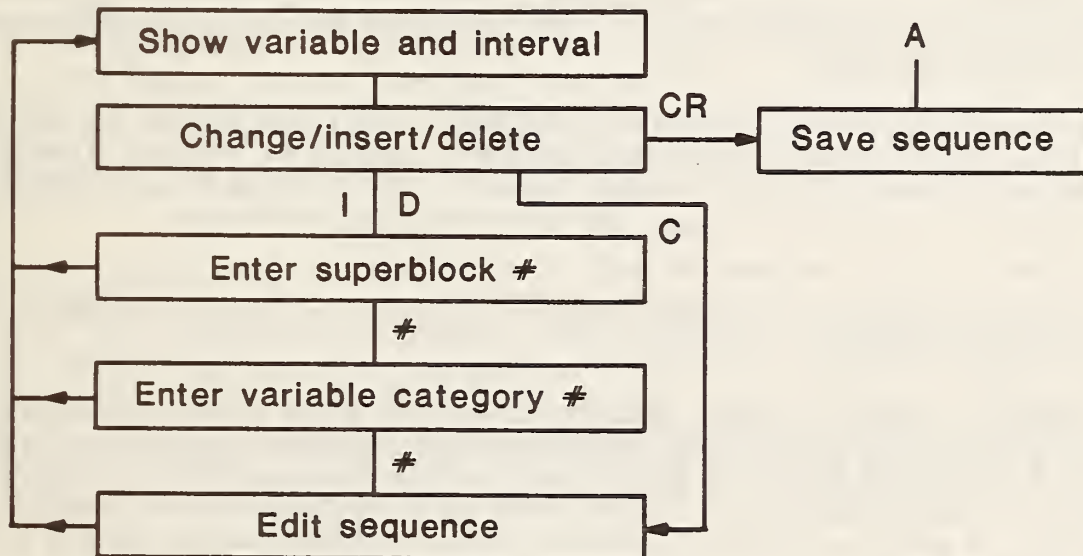 Show variable and interval
A
Change/insert/delete
CR
Save sequence
I D
C
Enter superblock #
#
Enter variable category #
#
Edit sequence